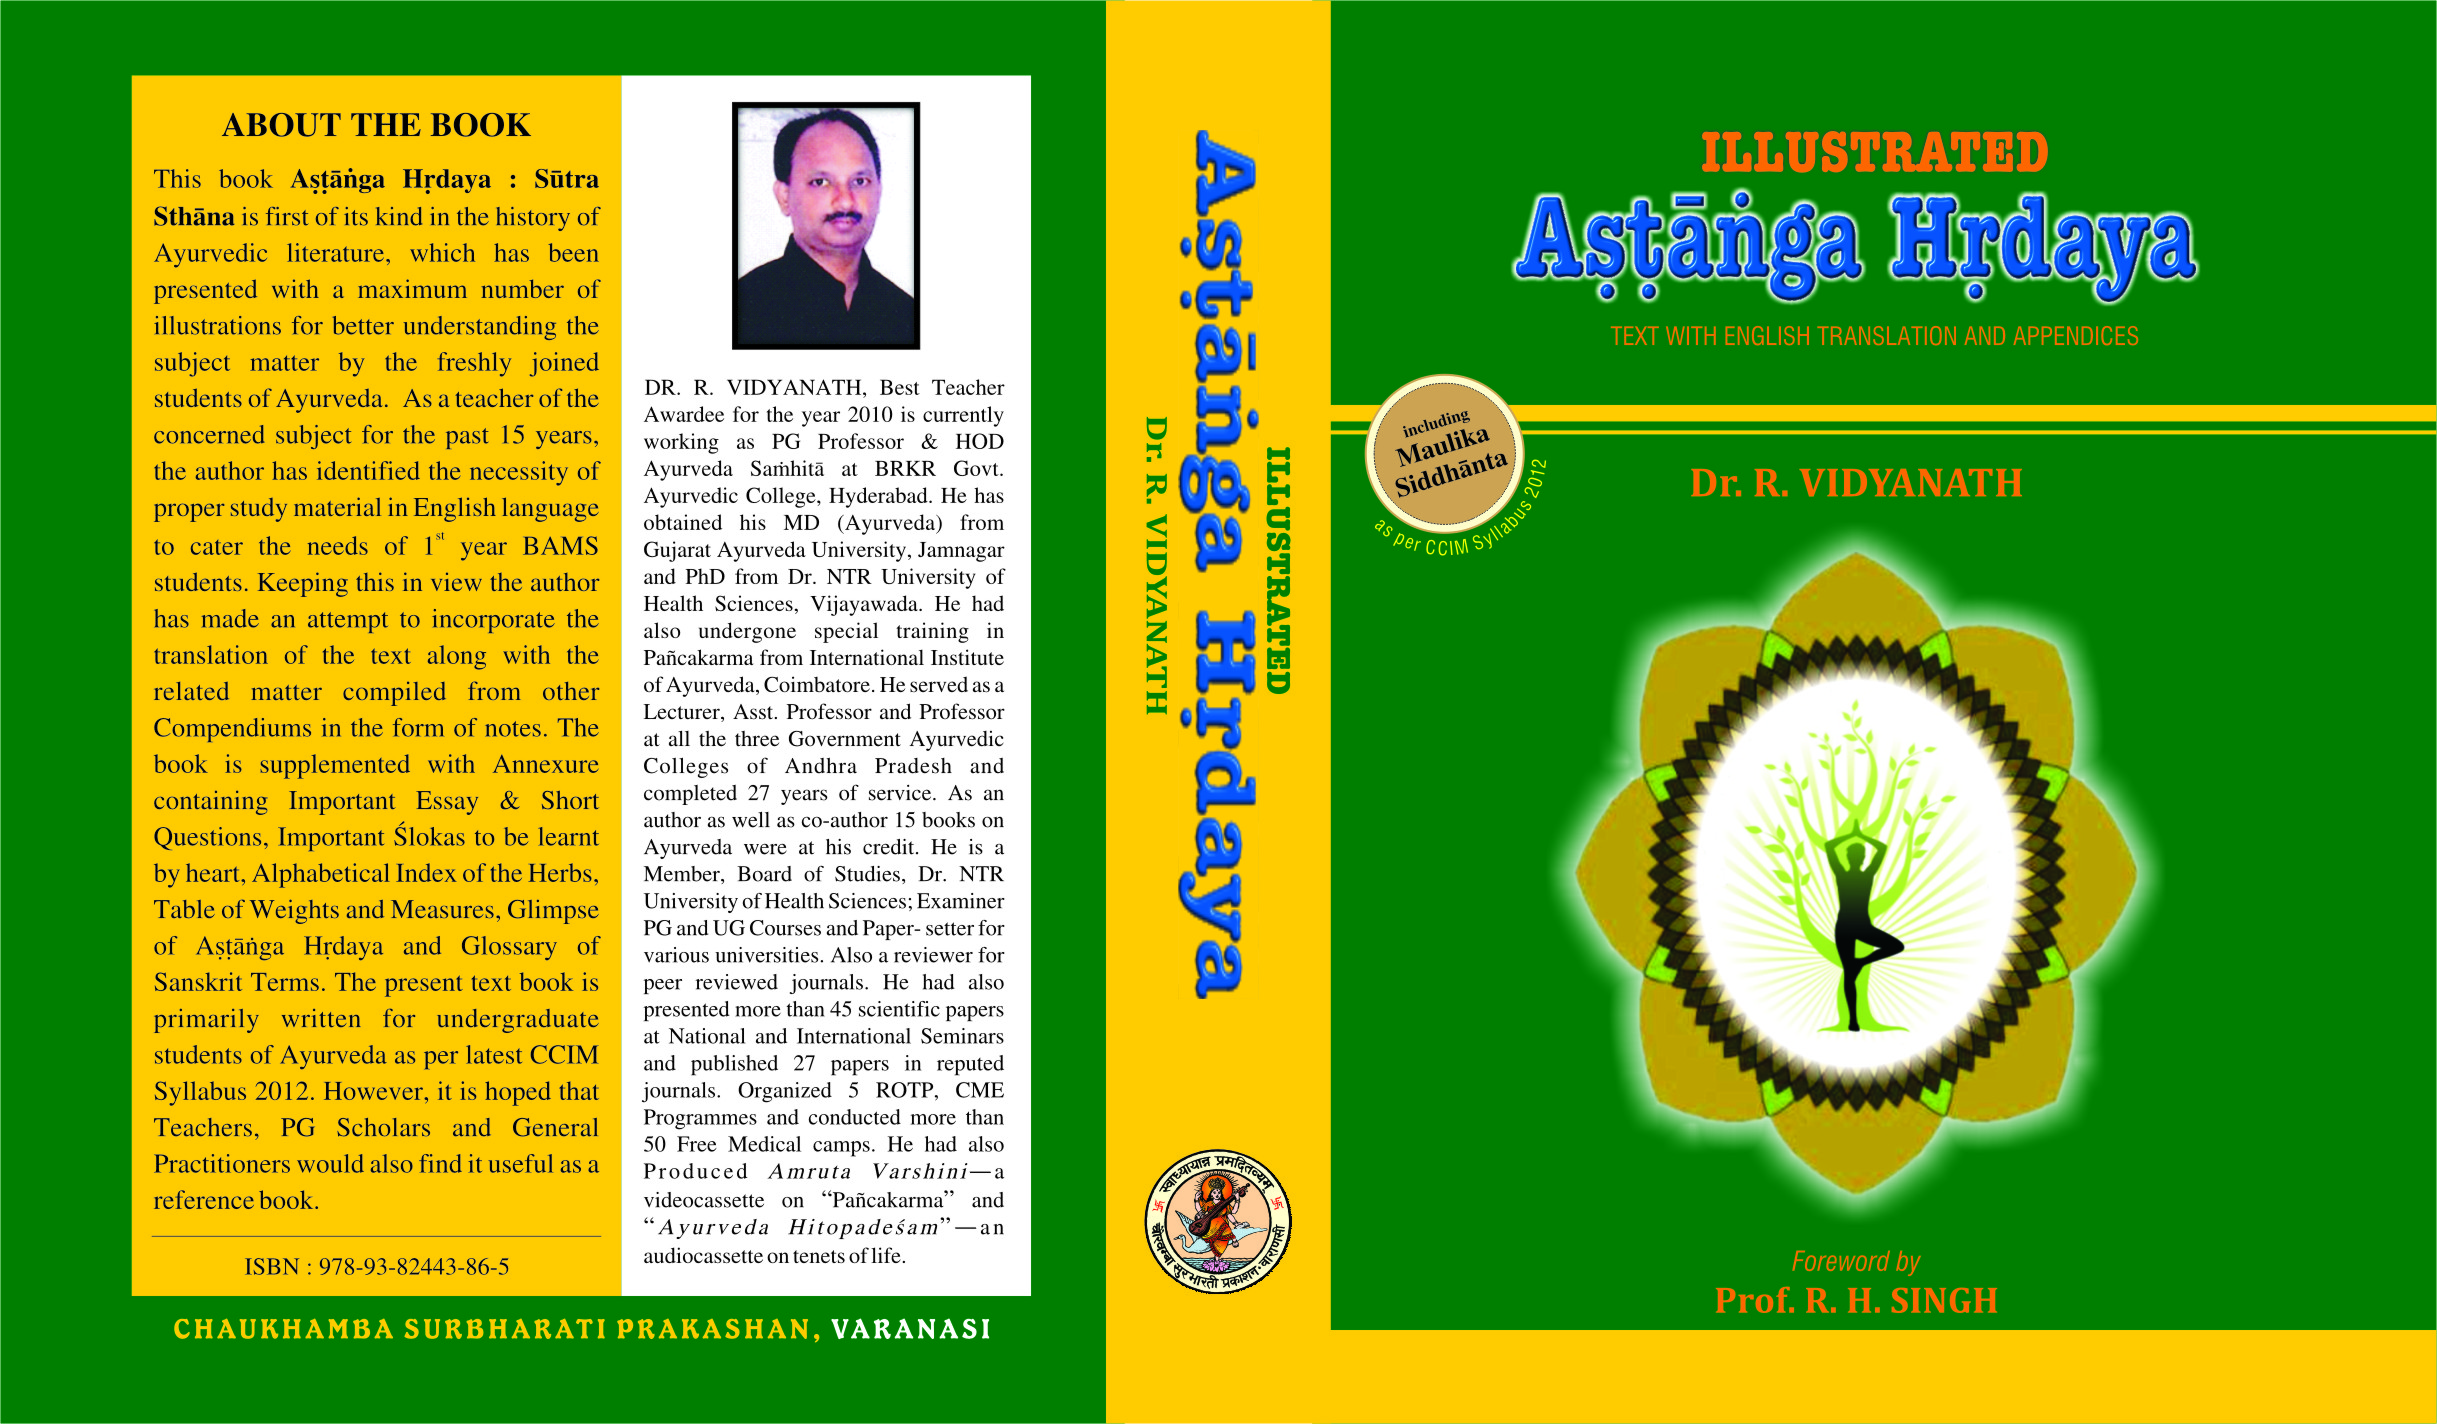 ABOUT THE BOOK
This book Aṣṭāṅga Hṛdaya : Sūtra
Sthāna is first of its kind in the history of
Ayurvedic literature, which has been
presented with a maximum number of
illustrations for better understanding the
subject matter by the freshly joined
students of Ayurveda. As a teacher of the
concerned subject for the past 15 years,
the author has identified the necessity of
proper study material in English language
to cater the needs of 1st year BAMS
students. Keeping this in view the author
has made an attempt to incorporate the
translation of the text along with the
related matter compiled from other
Compendiums in the form of notes. The
book is supplemented with Annexure
containing Important Essay & Short
Questions, Important Ślokas to be learnt
by heart, Alphabetical Index of the Herbs,
Table of Weights and Measures, Glimpse
of Aṣṭāṅga Hṛdaya and Glossary of
Sanskrit Terms. The present text book is
primarily written for undergraduate
students of Ayurveda as per latest CCIM
Syllabus 2012. However, it is hoped that
Teachers, PG Scholars and General
Practitioners would also find it useful as a
reference book.
ISBN : 978-93-82443-86-5
DR. R. VIDYANATH, Best Teacher
Awardee for the year 2010 is currently
working as PG Professor & HOD
Ayurveda Saṁhitā at BRKR Govt.
Ayurvedic College, Hyderabad. He has
obtained his MD (Ayurveda) from
Gujarat Ayurveda University, Jamnagar
and PhD from Dr. NTR University of
Health Sciences, Vijayawada. He had
also undergone special training in
Pañcakarma from International Institute
of Ayurveda, Coimbatore. He served as a
Lecturer, Asst. Professor and Professor
at all the three Government Ayurvedic
Colleges of Andhra Pradesh and
completed 27 years of service. As an
author as well as co-author 15 books on
Ayurveda were at his credit. He is a
Member, Board of Studies, Dr. NTR
University of Health Sciences; Examiner
PG and UG Courses and Paper- setter for
various universities. Also a reviewer for
peer reviewed journals. He had also
presented more than 45 scientific papers
at National and International Seminars
and published 27 papers in reputed
journals. Organized 5 ROTP, CME
Programmes and conducted more than
50 Free Medical camps. He had also
Produced Amruta Varshini—a
videocassette on “Pañcakarma” and
“Ayurveda Hitopadeśam”—an
audiocassette on tenets of life.
CHAUKHAMBA SURBHARATI PRAKASHAN, VARANASI
ILLUSTRATED
Aṣṭāṅga Hṛdaya
Dr. R. VIDYANATH
स्वाध्यायान्न प्रमदितव्यम्
चौखम्बा सुरभारती प्रकाशन · वाराणसी
ILLUSTRATED
Aṣṭāṅga Hṛdaya
TEXT WITH ENGLISH TRANSLATION AND APPENDICES
including
Maulika
Siddhānta
as per CCIM Syllabus 2012
Dr. R. VIDYANATH
Foreword by
Prof. R. H. SINGH